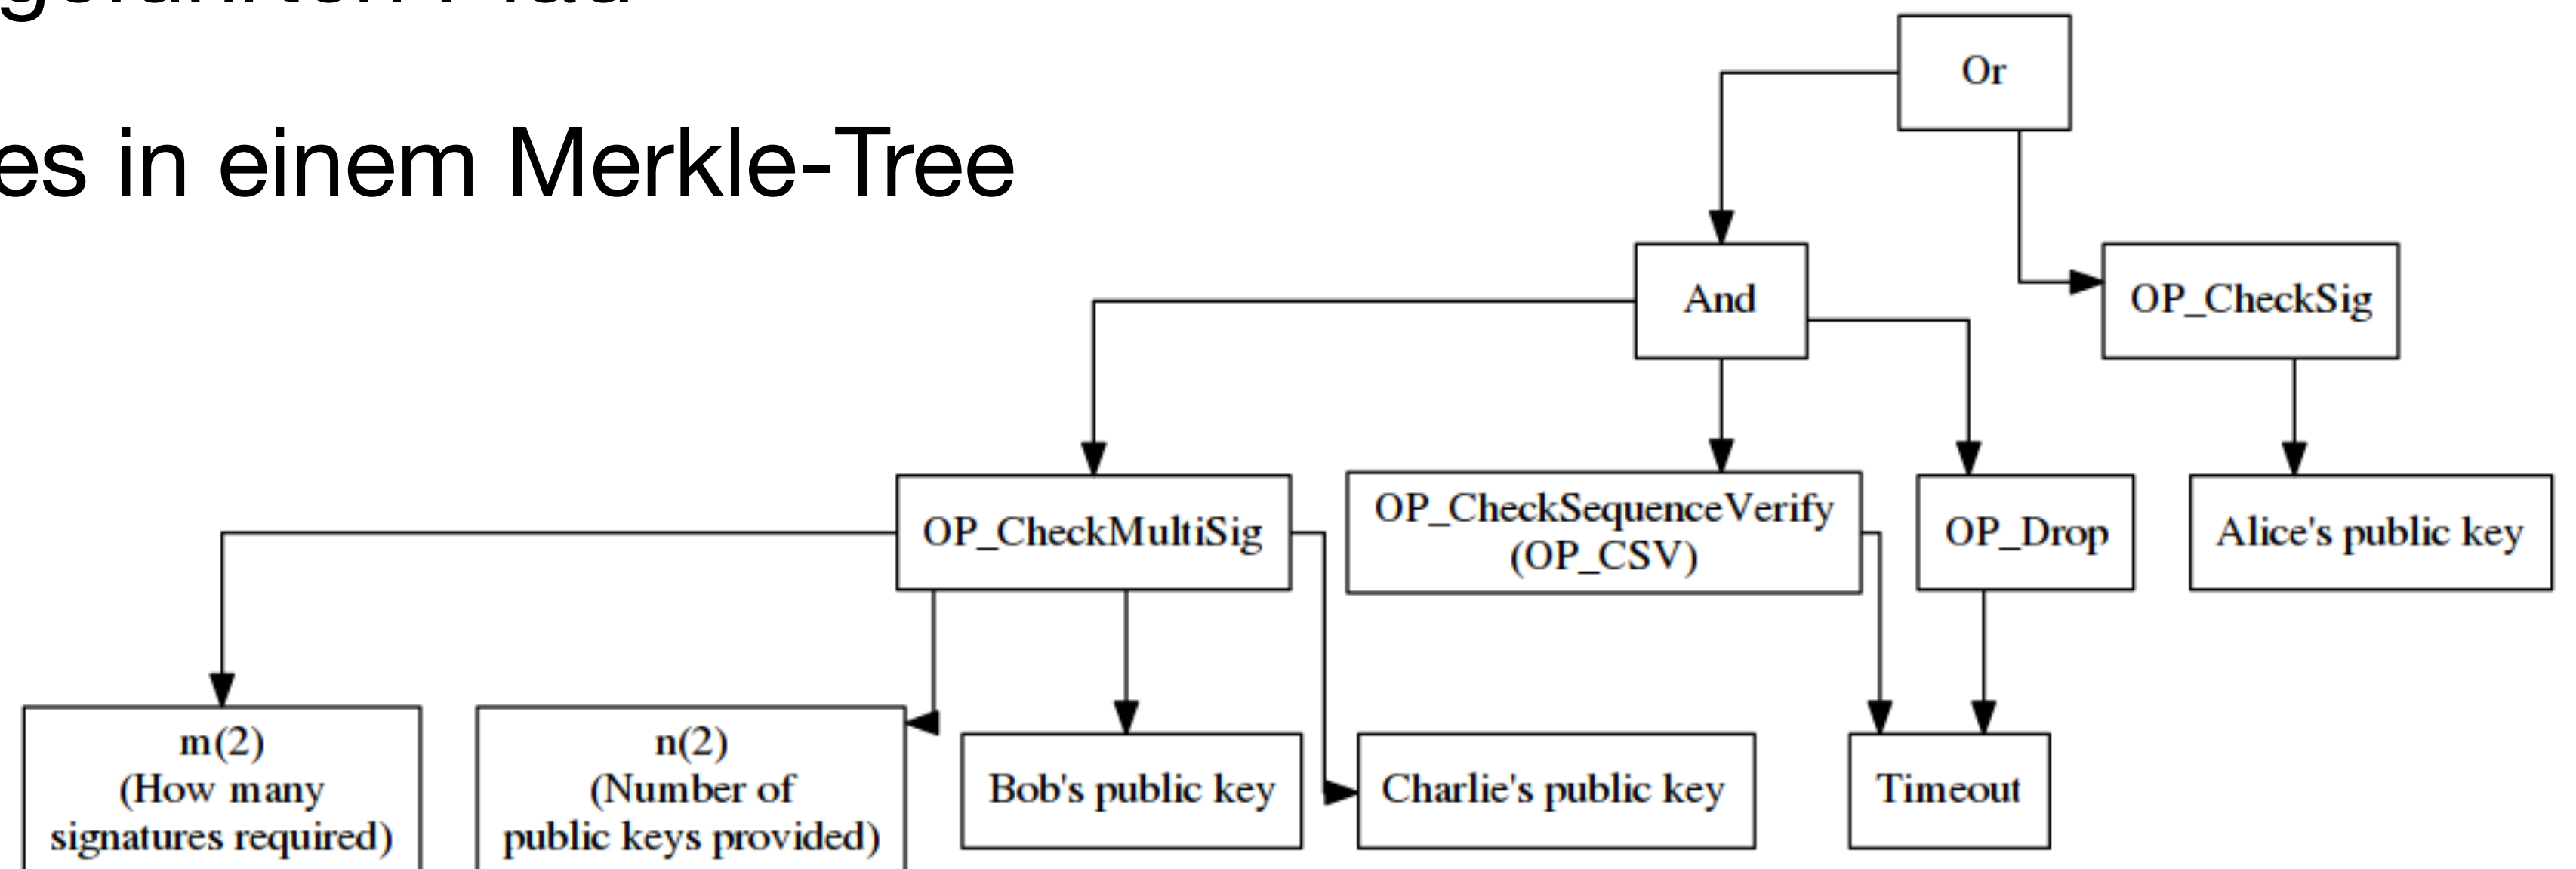 es in einem Merkle-Tree
Or
And
OP_CheckSig
OP_CheckMultiSig
OP_CheckSequenceVerify
(OP_CSV)
OP_Drop
Alice's public key
m(2)
(How many
signatures required)
n(2)
(Number of
public keys provided)
Bob's public key
Charlie's public key
Timeout